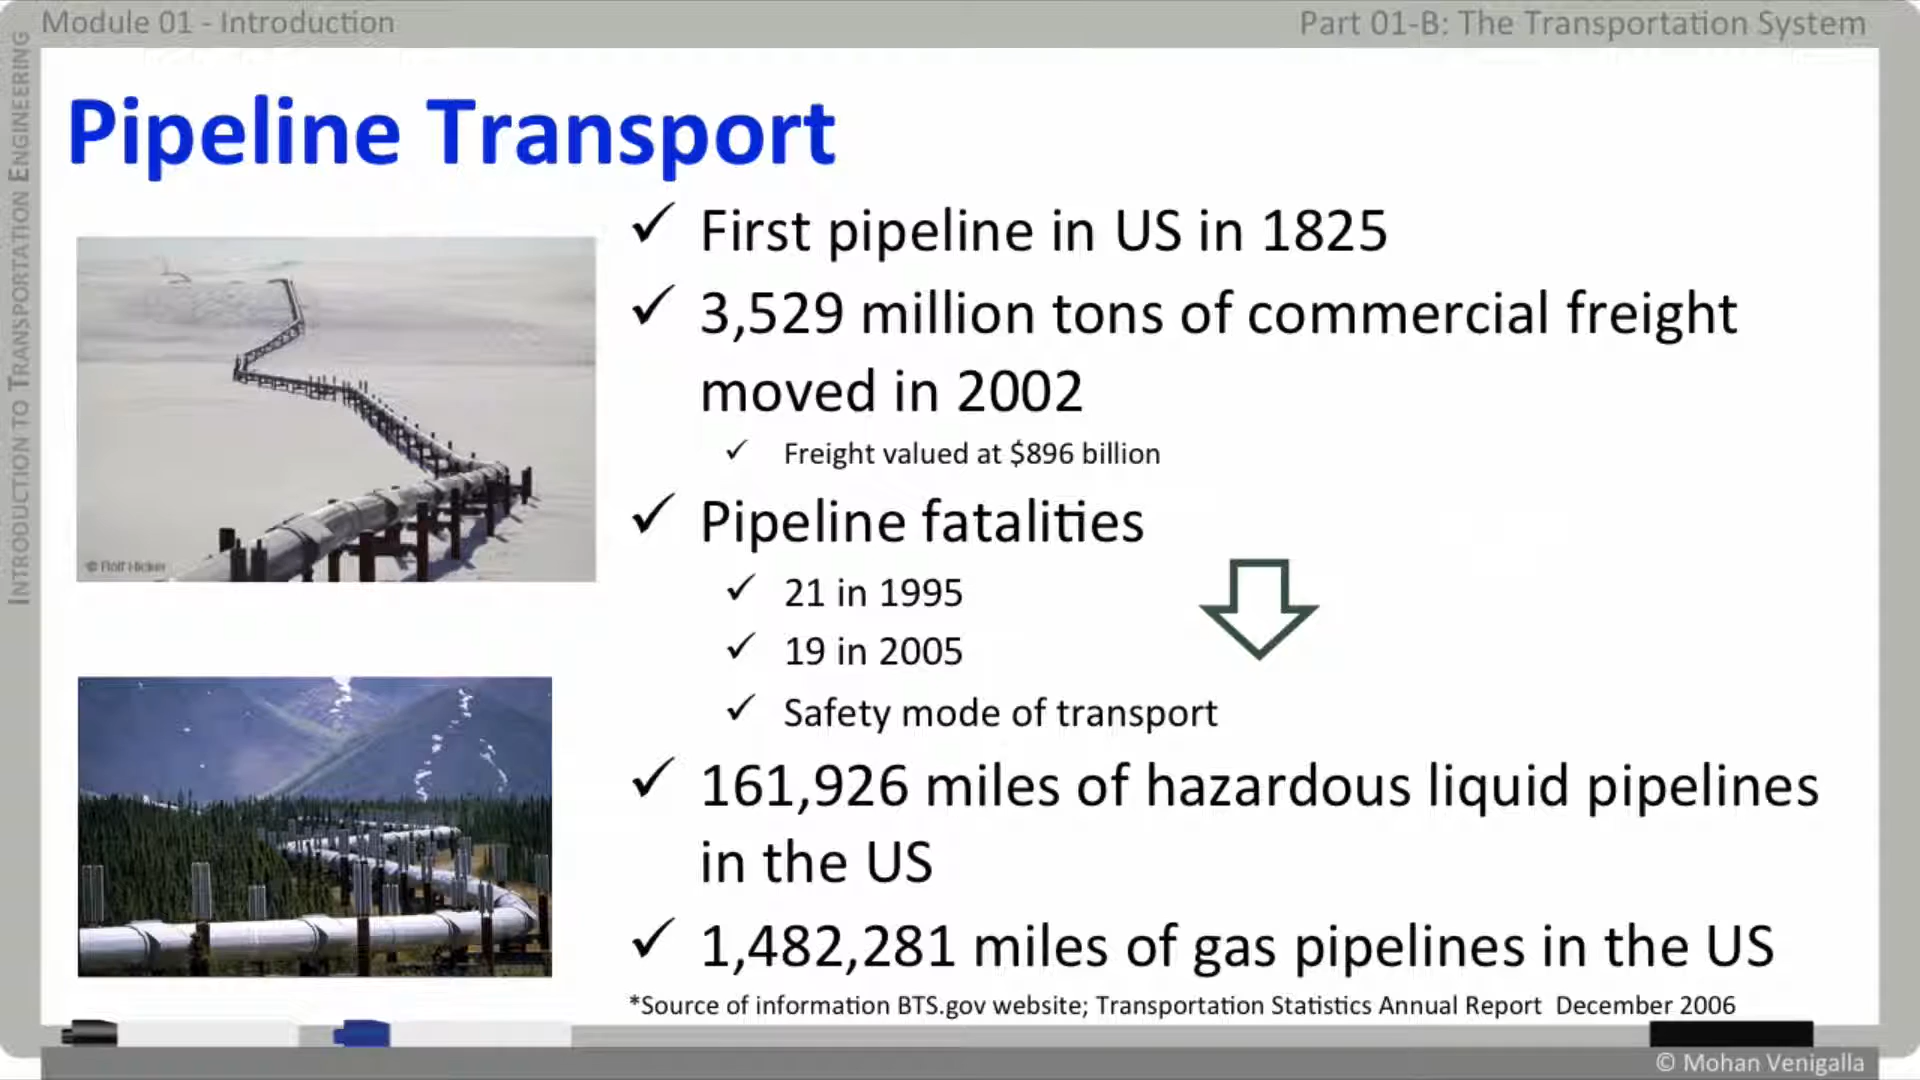 Module 01 - Introduction
Part 01-B: The Transportation System
INTRODUCTION TO TRANSPORTATION ENGINEERING
Pipeline Transport
✓ First pipeline in US in 1825
✓ 3,529 million tons of commercial freight
moved in 2002
✓ Freight valued at $896 billion
✓ Pipeline fatalities
✓ 21 in 1995
✓ 19 in 2005
✓ Safety mode of transport
✓ 161,926 miles of hazardous liquid pipelines
in the US
✓ 1,482,281 miles of gas pipelines in the US
*Source of information BTS.gov website; Transportation Statistics Annual Report December 2006
© Rolf Hicker
© Mohan Venigalla